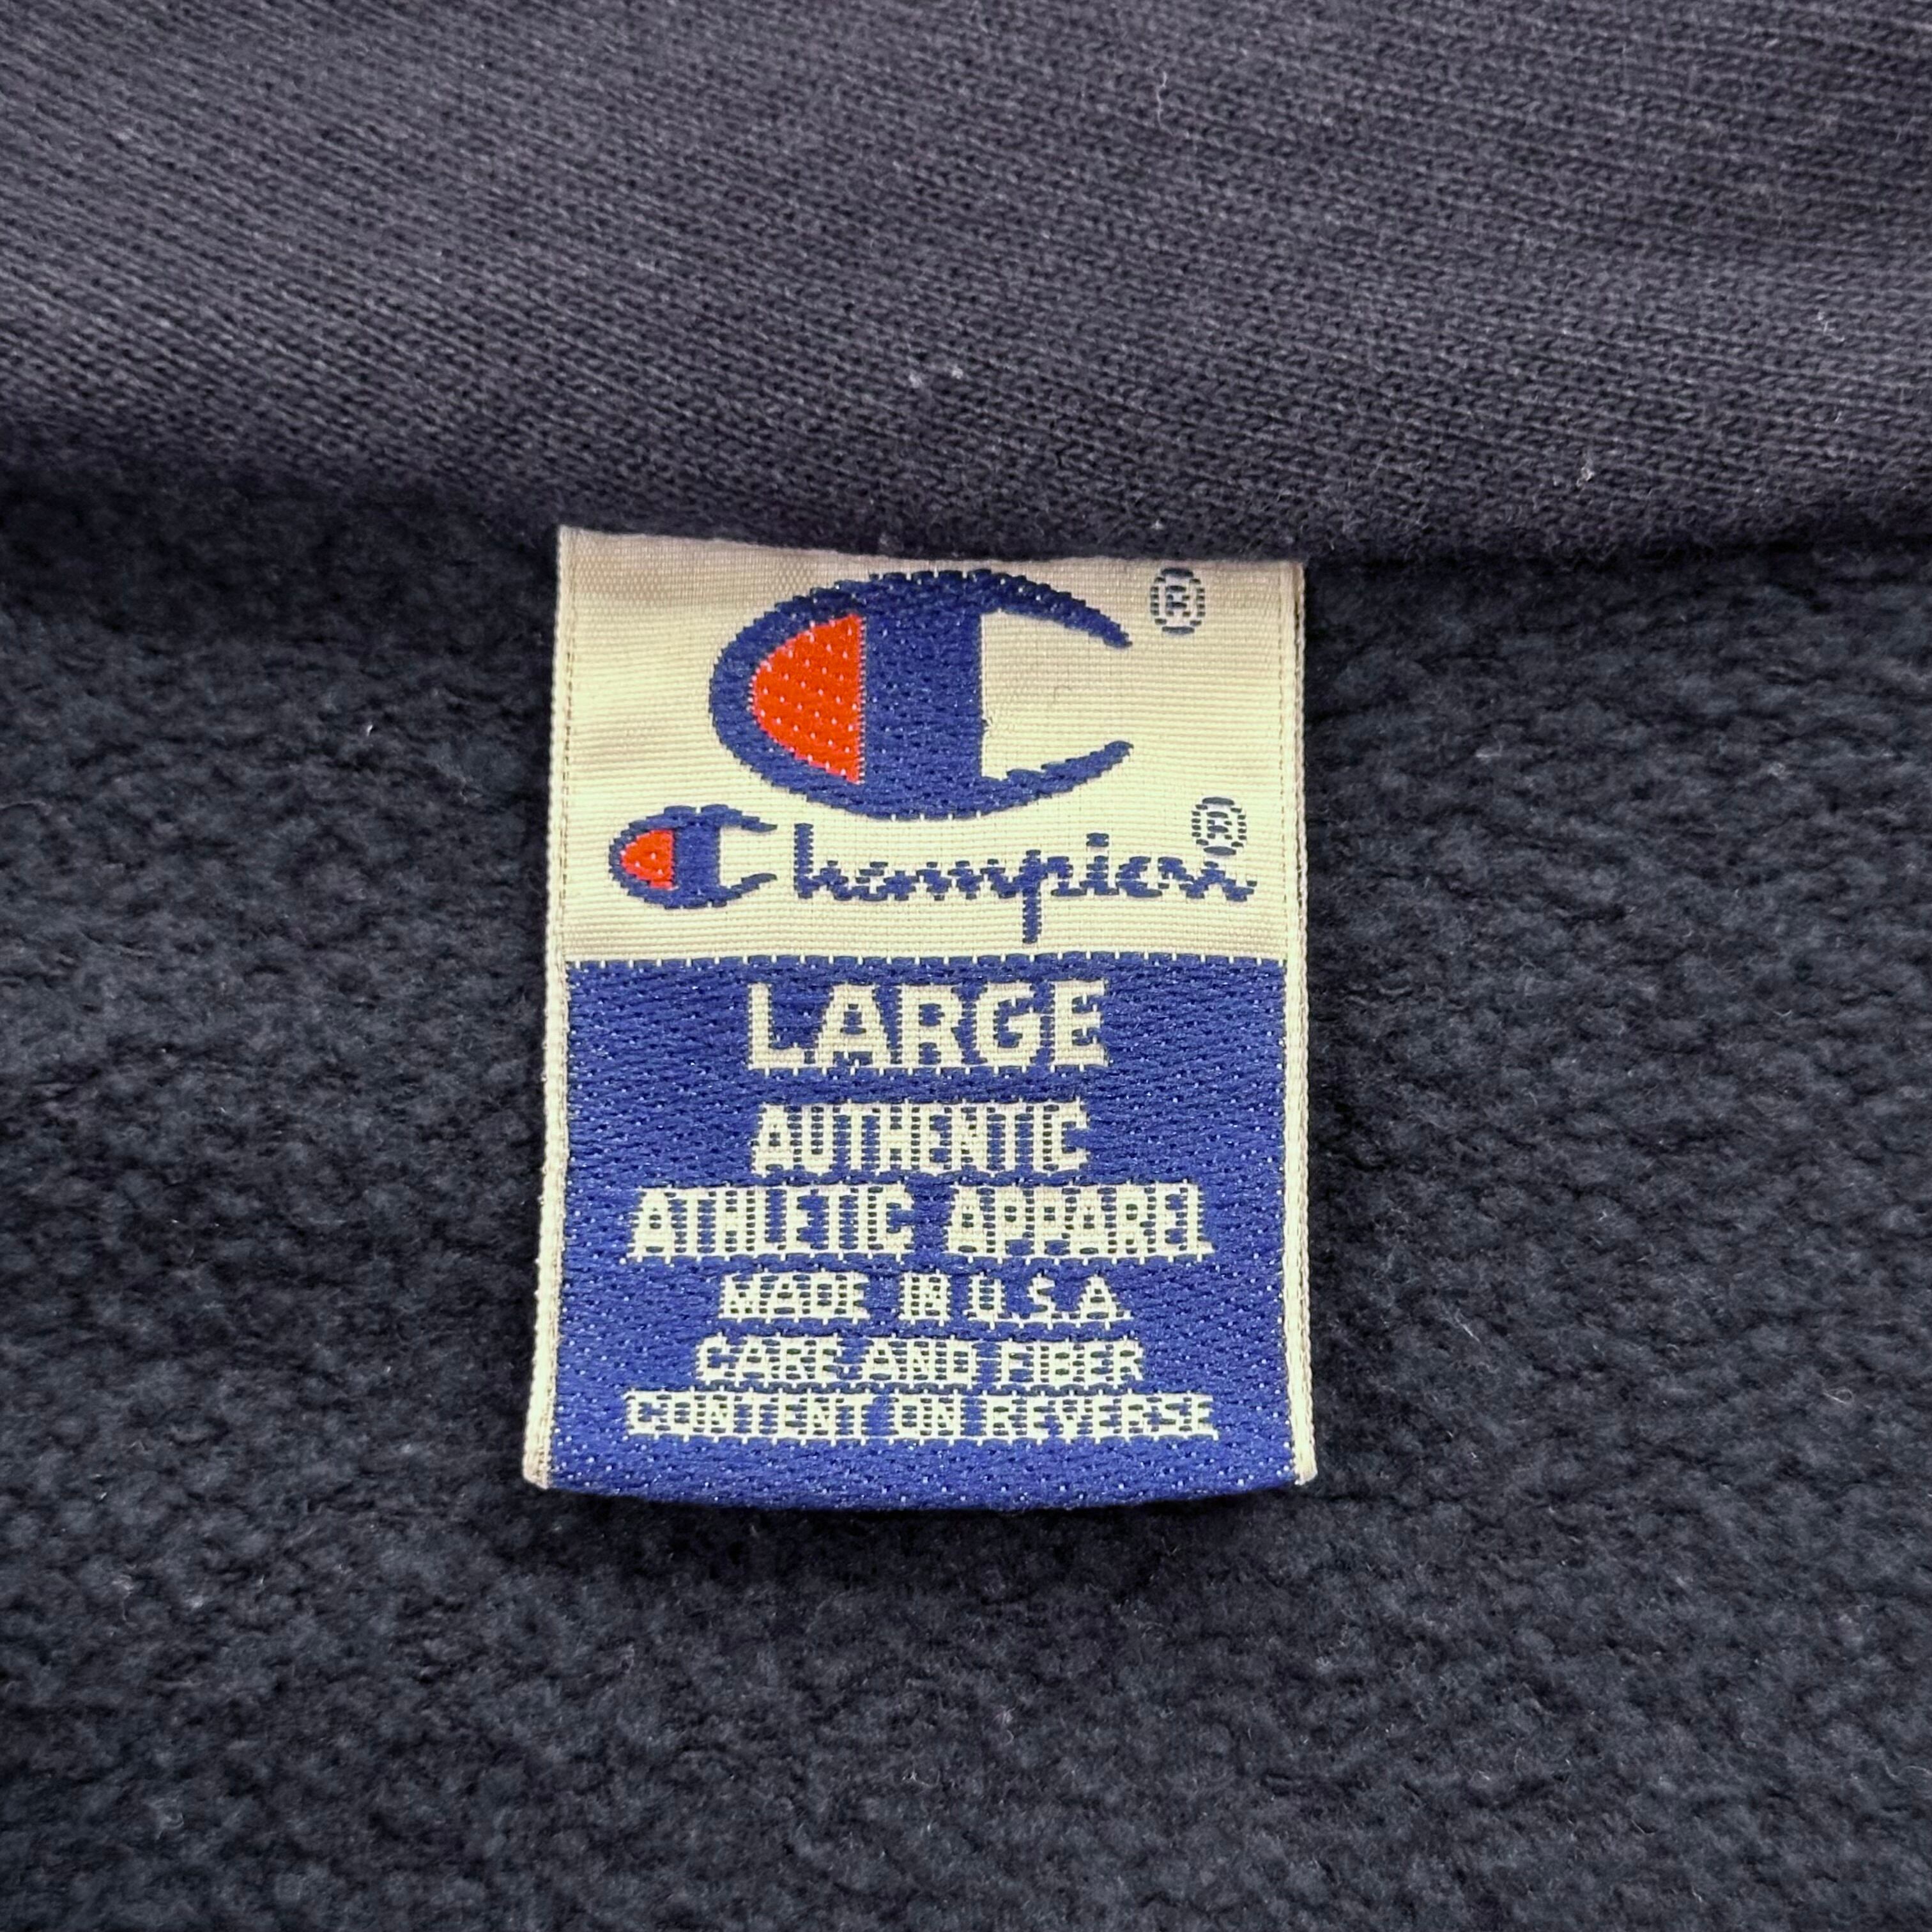 ®
Champion®
LARGE
AUTHENTIC
ATHLETIC APPAREL
MADE IN U.S.A.
CARE AND FIBER
CONTENT ON REVERSE